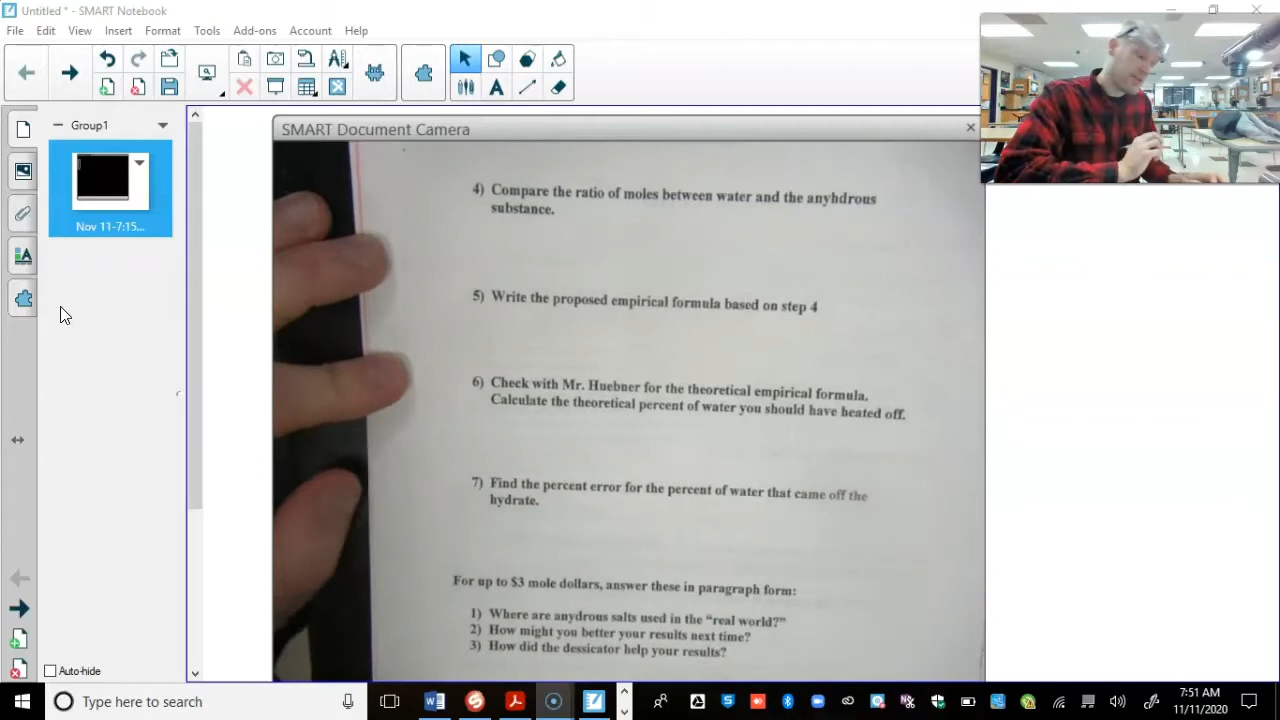 Untitled * - SMART Notebook
File Edit View Insert Format Tools Add-ons Account Help
Group1
Nov 11-7:15...
SMART Document Camera
4) Compare the ratio of moles between water and the anyhdrous
substance.
5) Write the proposed empirical formula based on step 4
6) Check with Mr. Huebner for the theoretical empirical formula.
Calculate the theoretical percent of water you should have heated off.
7) Find the percent error for the percent of water that came off the
hydrate.
For up to $3 mole dollars, answer these in paragraph form:
1) Where are anydrous salts used in the “real world?”
2) How might you better your results next time?
3) How did the dessicator help your results?
Auto-hide
Type here to search
7:51 AM
11/11/2020